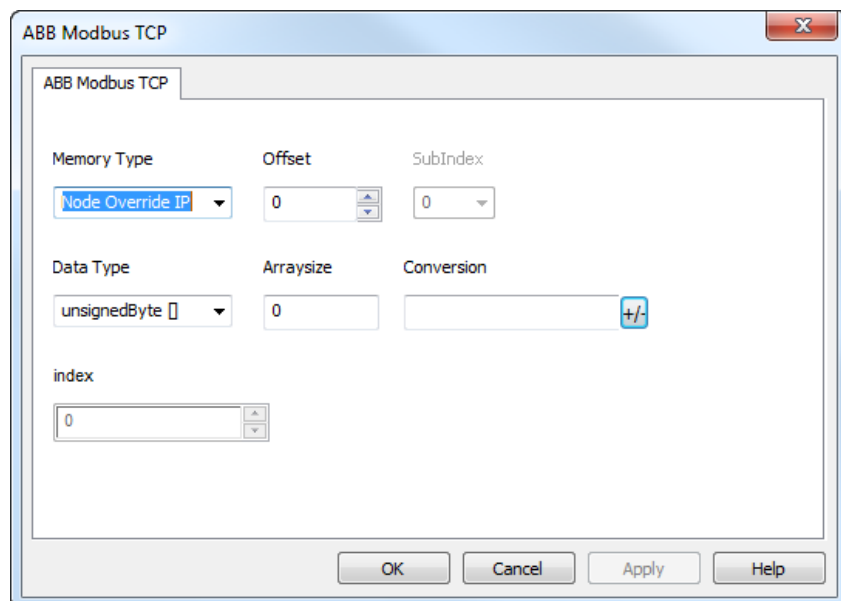 ABB Modbus TCP
ABB Modbus TCP
Memory Type Offset SubIndex
Node Override IP 0 0
Data Type Arraysize Conversion
unsignedByte [] 0 +/-
index
0
OK Cancel Apply Help